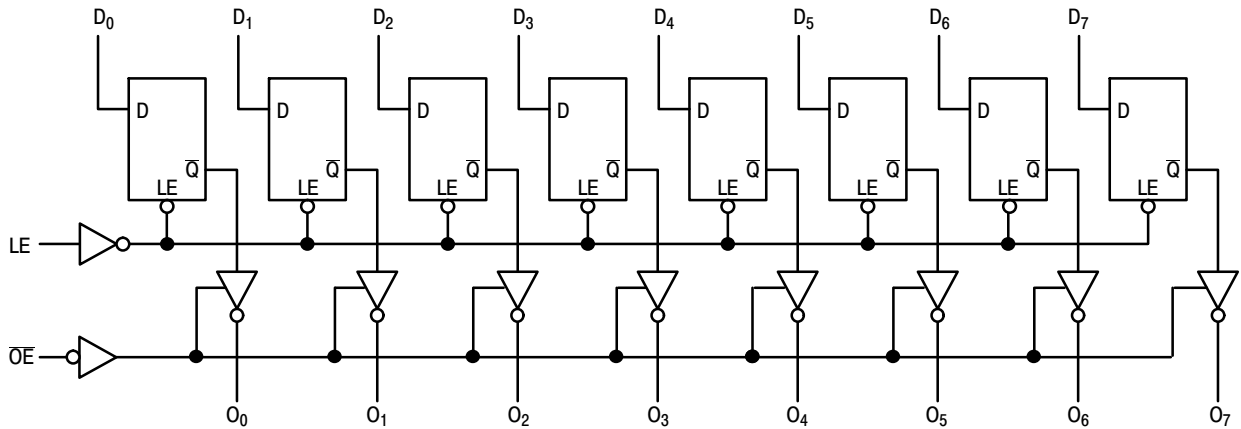 D₀ D₁ D₂ D₃ D₄ D₅ D₆ D₇
D D D D D D D D
Q̅ Q̅ Q̅ Q̅ Q̅ Q̅ Q̅ Q̅
LE LE LE LE LE LE LE LE
LE
O̅E̅
O₀ O₁ O₂ O₃ O₄ O₅ O₆ O₇